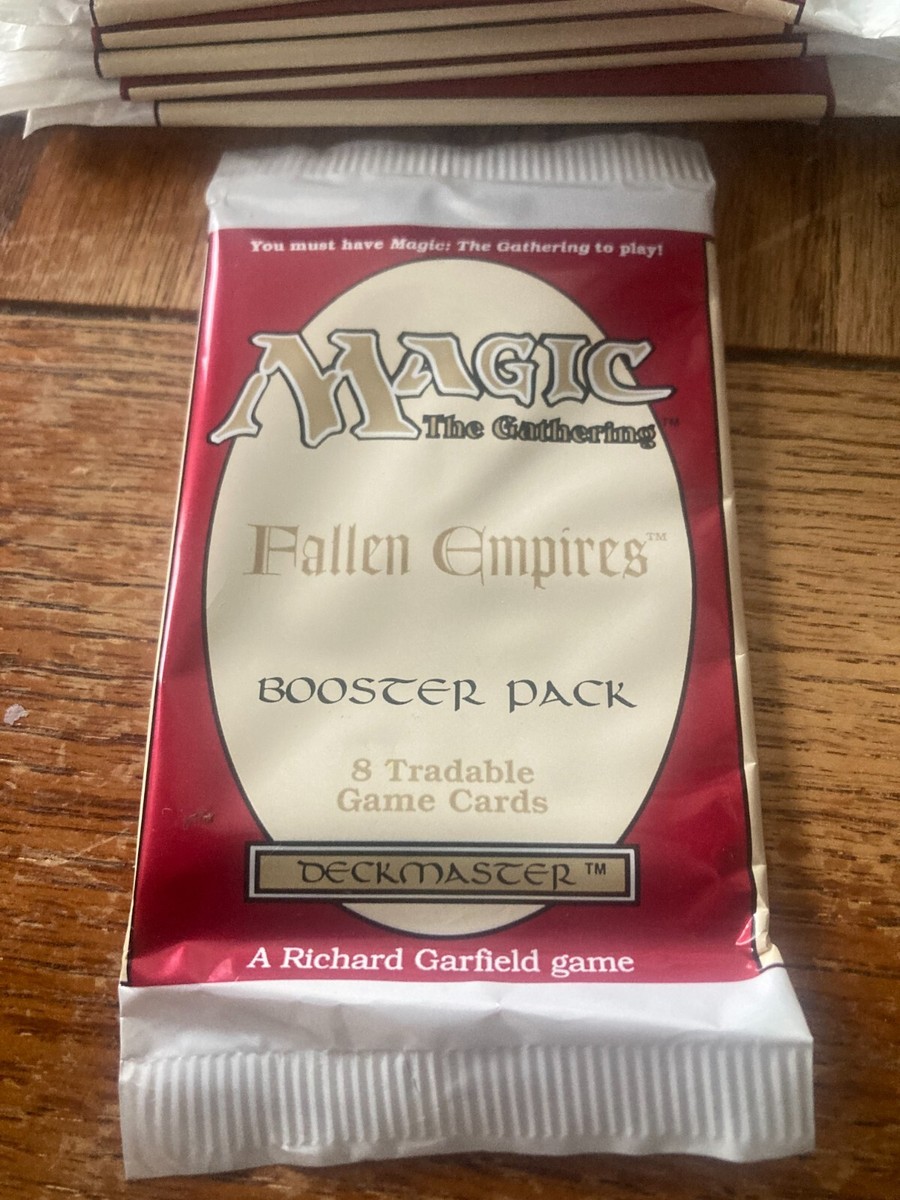 You must have Magic: The Gathering to play!
MAGIC
The Gathering™
Fallen Empires™
BOOSTER PACK
8 Tradable
Game Cards
DECKMASTER™
A Richard Garfield game